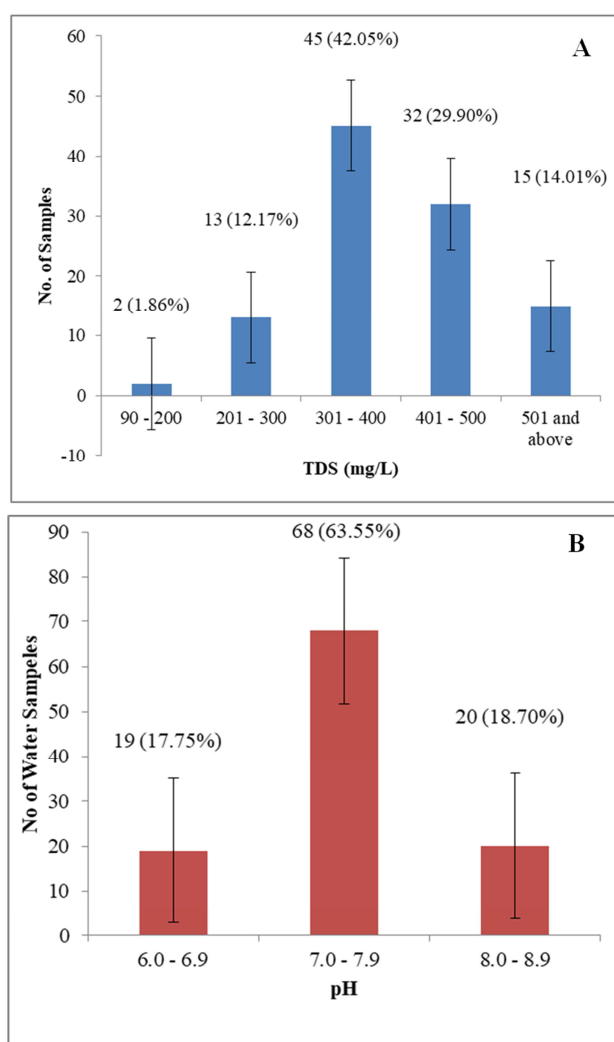 A
60
50
40
30
20
10
0
-10
No. of Samples
2 (1.86%)
13 (12.17%)
45 (42.05%)
32 (29.90%)
15 (14.01%)
90 - 200
201 - 300
301 - 400
401 - 500
501 and
above
TDS (mg/L)
B
90
80
70
60
50
40
30
20
10
0
No of Water Sampeles
19 (17.75%)
68 (63.55%)
20 (18.70%)
6.0 - 6.9
7.0 - 7.9
8.0 - 8.9
pH